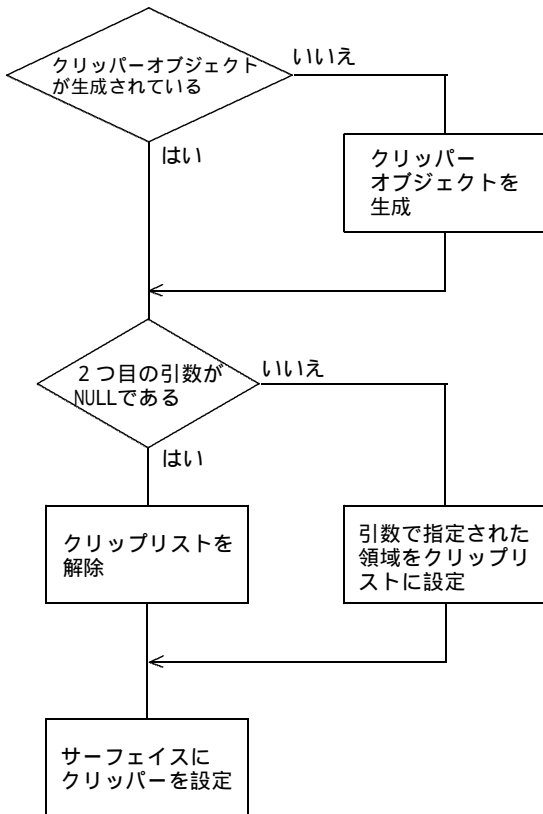 クリッパーオブジェクト
が生成されている
いいえ
はい
クリッパー
オブジェクトを
生成
２つ目の引数が
NULLである
いいえ
はい
クリップリストを
解除
引数で指定された
領域をクリップリ
ストに設定
サーフェイスに
クリッパーを設定